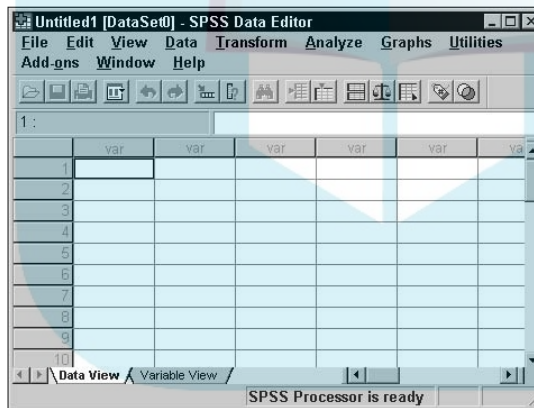 Untitled1 [DataSet0] - SPSS Data Editor
File Edit View Data Transform Analyze Graphs Utilities
Add-ons Window Help
1 :
var var var var var va
1
2
3
4
5
6
7
8
9
10
Data View Variable View
SPSS Processor is ready